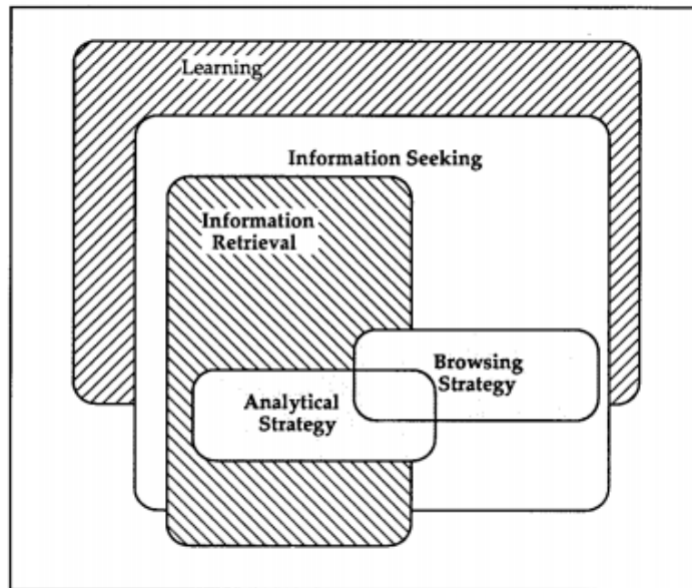 Learning
Information Seeking
Information
Retrieval
Browsing
Strategy
Analytical
Strategy